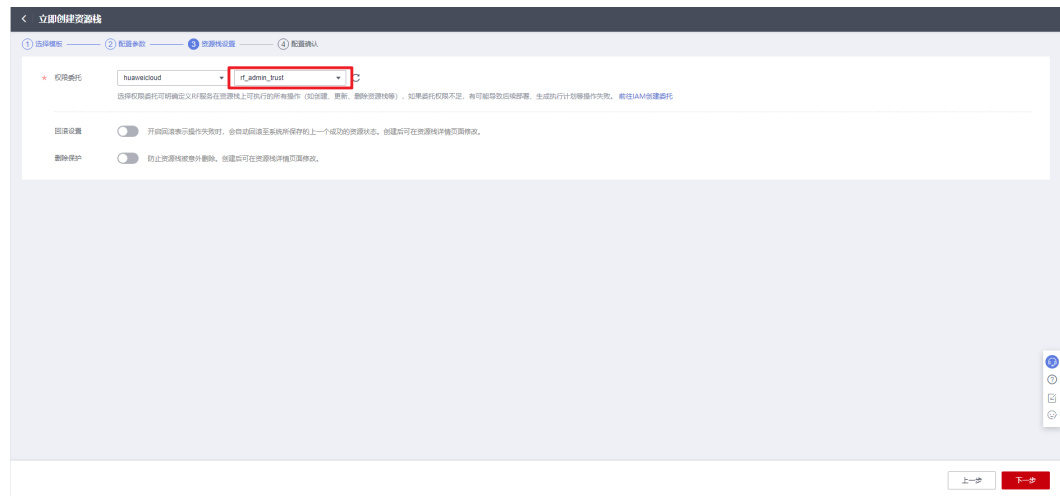 立即创建资源栈
1 选择模板 2 配置参数 3 资源栈设置 4 配置确认
* 权限委托 huaweicloud rf_admin_trust
选择权限委托可明确定义RF服务在资源栈上可执行的所有操作（如创建、更新、删除资源栈等），如果委托权限不足，有可能导致后续部署、生成执行计划等操作失败。 前往IAM创建委托
回滚设置 开启回滚表示操作失败时，会自动回滚至系统所保存的上一个成功的资源状态。创建后可在资源栈详情页面修改。
删除保护 防止资源栈被意外删除。创建后可在资源栈详情页面修改。
上一步 下一步